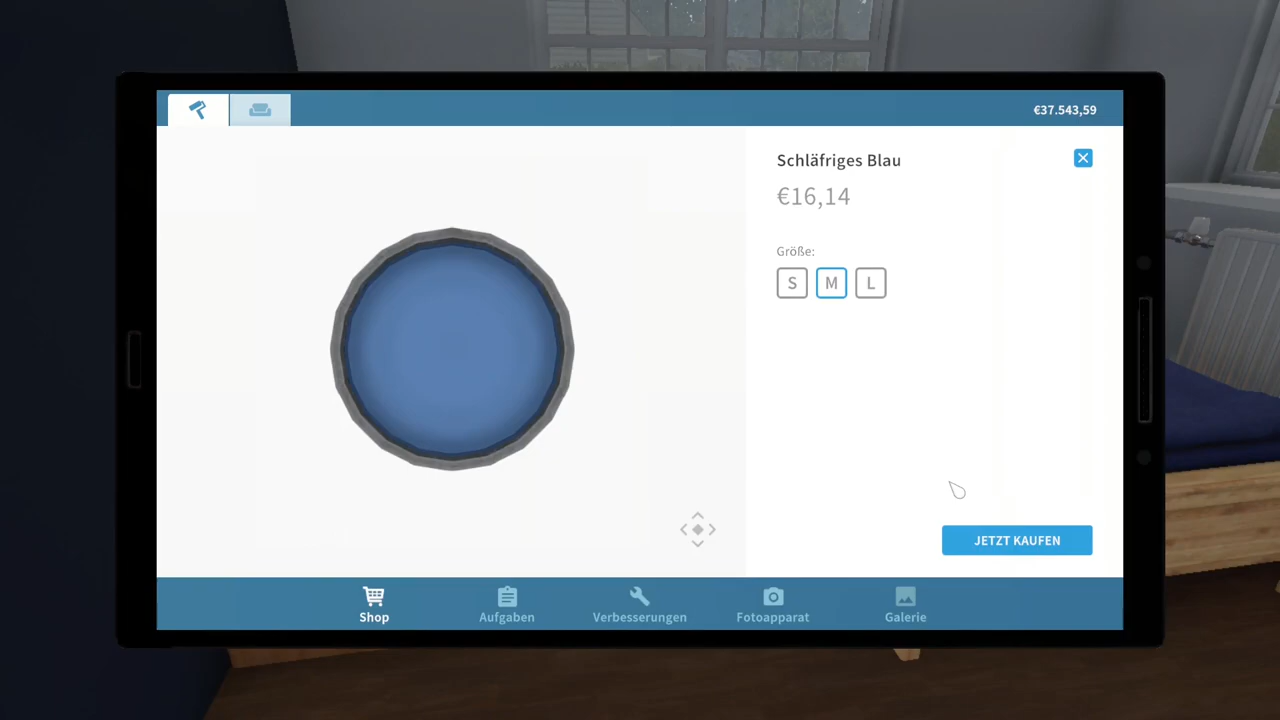 €37.543,59
Schläfriges Blau
€16,14
Größe:
S M L
JETZT KAUFEN
Shop Aufgaben Verbesserungen Fotoapparat Galerie